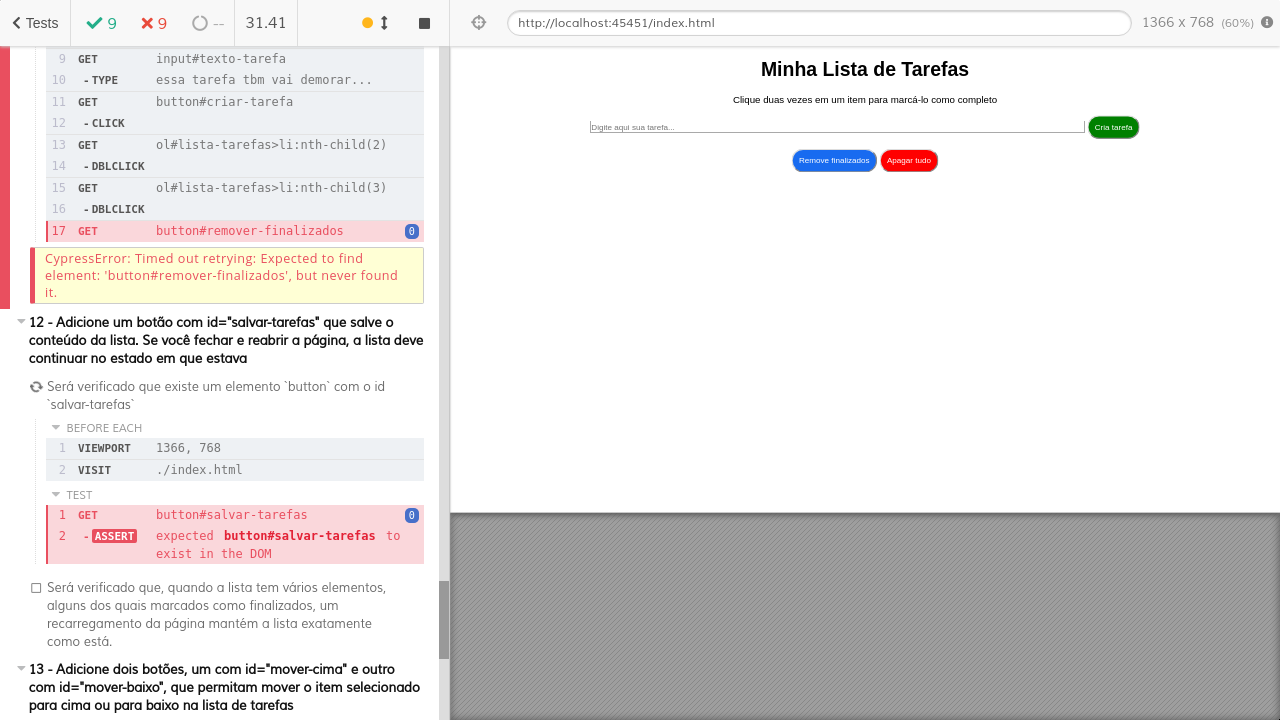 Tests
9
9
--
31.41
http://localhost:45451/index.html
1366 x 768 (60%)
9 GET input#texto-tarefa
10 -TYPE essa tarefa tbm vai demorar...
11 GET button#criar-tarefa
12 -CLICK
13 GET ol#lista-tarefas>li:nth-child(2)
14 -DBLCLICK
15 GET ol#lista-tarefas>li:nth-child(3)
16 -DBLCLICK
17 GET button#remover-finalizados 0
CypressError: Timed out retrying: Expected to find
element: 'button#remover-finalizados', but never found
it.
12 - Adicione um botão com id="salvar-tarefas" que salve o
conteúdo da lista. Se você fechar e reabrir a página, a lista deve
continuar no estado em que estava
Será verificado que existe um elemento `button` com o id
`salvar-tarefas`
BEFORE EACH
1 VIEWPORT 1366, 768
2 VISIT ./index.html
TEST
1 GET button#salvar-tarefas 0
2 -ASSERT expected button#salvar-tarefas to
exist in the DOM
Será verificado que, quando a lista tem vários elementos,
alguns dos quais marcados como finalizados, um
recarregamento da página mantém a lista exatamente
como está.
13 - Adicione dois botões, um com id="mover-cima" e outro
com id="mover-baixo", que permitam mover o item selecionado
para cima ou para baixo na lista de tarefas
Minha Lista de Tarefas
Clique duas vezes em um item para marcá-lo como completo
Digite aqui sua tarefa...
Cria tarefa
Remove finalizados
Apagar tudo